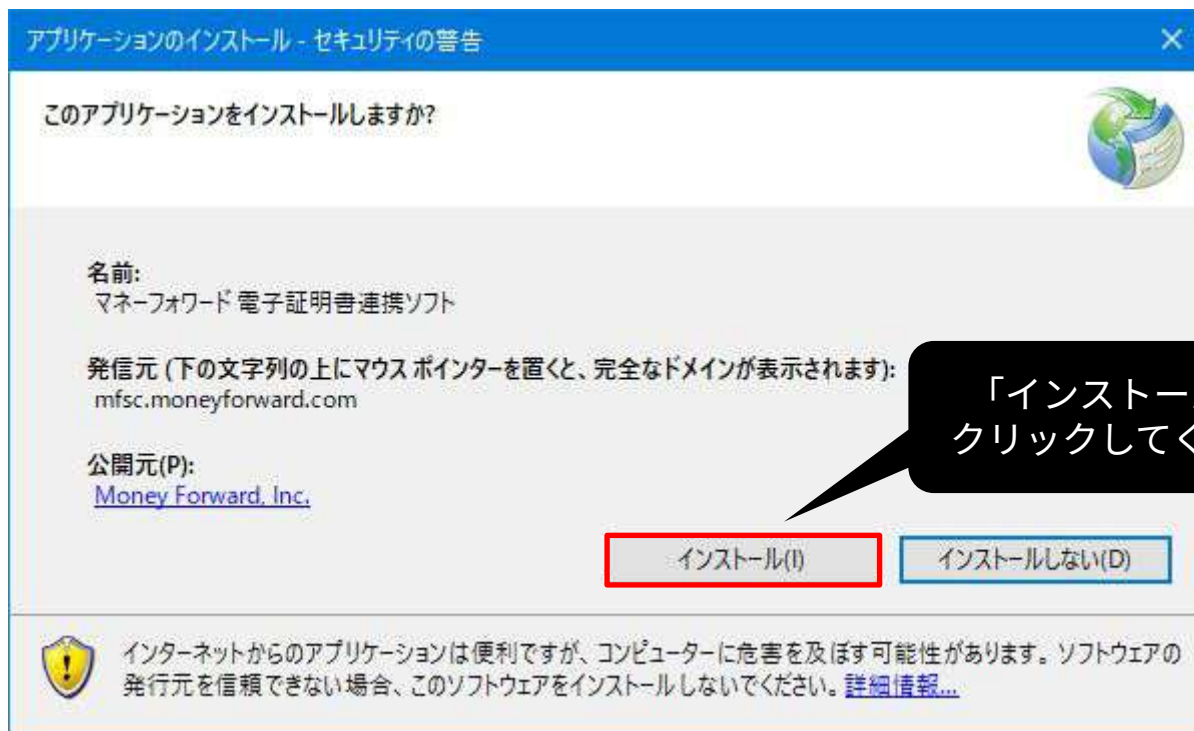 アプリケーションのインストール - セキュリティの警告
このアプリケーションをインストールしますか?
名前:
マネーフォワード 電子証明書連携ソフト
発信元 (下の文字列の上にマウス ポインターを置くと、完全なドメインが表示されます):
mfsc.moneyforward.com
「インストー
クリックしてく
公開元(P):
Money Forward, Inc.
インストール(I)
インストールしない(D)
インターネットからのアプリケーションは便利ですが、コンピューターに危害を及ぼす可能性があります。ソフトウェアの
発行元を信頼できない場合、このソフトウェアをインストールしないでください。詳細情報...